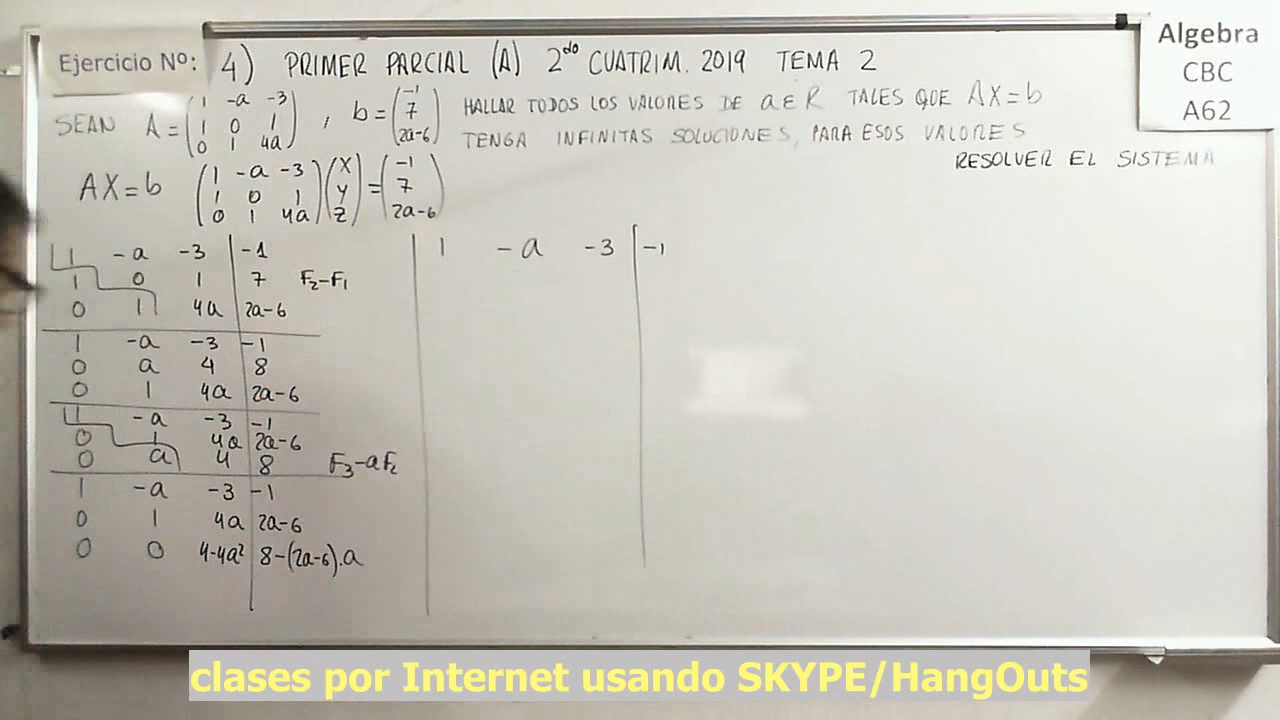 Ejercicio Nº: 4) PRIMER PARCIAL (A) 2do CUATRIM. 2019 TEMA 2
Algebra
CBC
A62
SEAN A = (1 -a -3
1 0 1
0 1 4a) , b = (-1
7
2a-6) HALLAR TODOS LOS VALORES DE a ∈ R TALES QUE AX = b
TENGA INFINITAS SOLUCIONES, PARA ESOS VALORES
RESOLVER EL SISTEMA
AX = b (1 -a -3
1 0 1
0 1 4a) (X
Y
Z) = (-1
7
2a-6)
1 -a -3 | -1
1 0 1 | 7 F2-F1
0 1 4a | 2a-6
1 -a -3 | -1
0 a 4 | 8
0 1 4a | 2a-6
1 -a -3 | -1
0 1 4a | 2a-6
0 a 4 | 8 F3-aF2
1 -a -3 | -1
0 1 4a | 2a-6
0 0 4-4a² | 8-(2a-6).a
1 -a -3 | -1
clases por Internet usando SKYPE/HangOuts